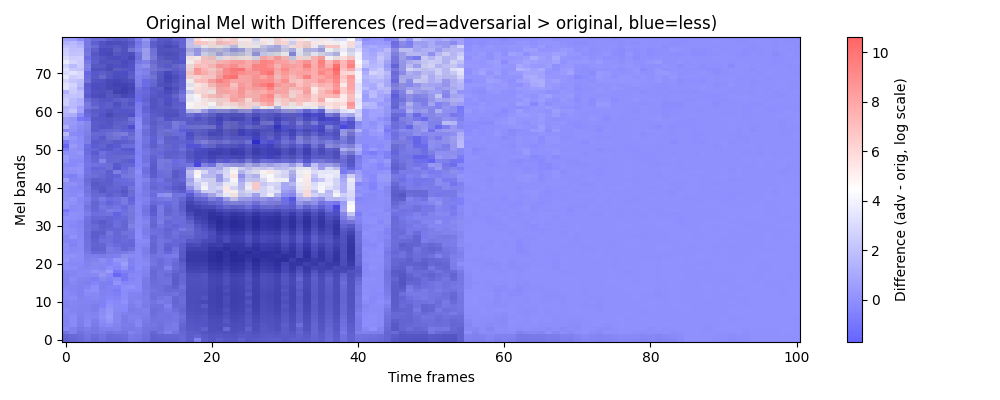 Original Mel with Differences (red=adversarial > original, blue=less)
70
60
50
40
30
20
10
0
Mel bands
0 20 40 60 80 100
Time frames
10
8
6
4
2
0
Difference (adv - orig, log scale)